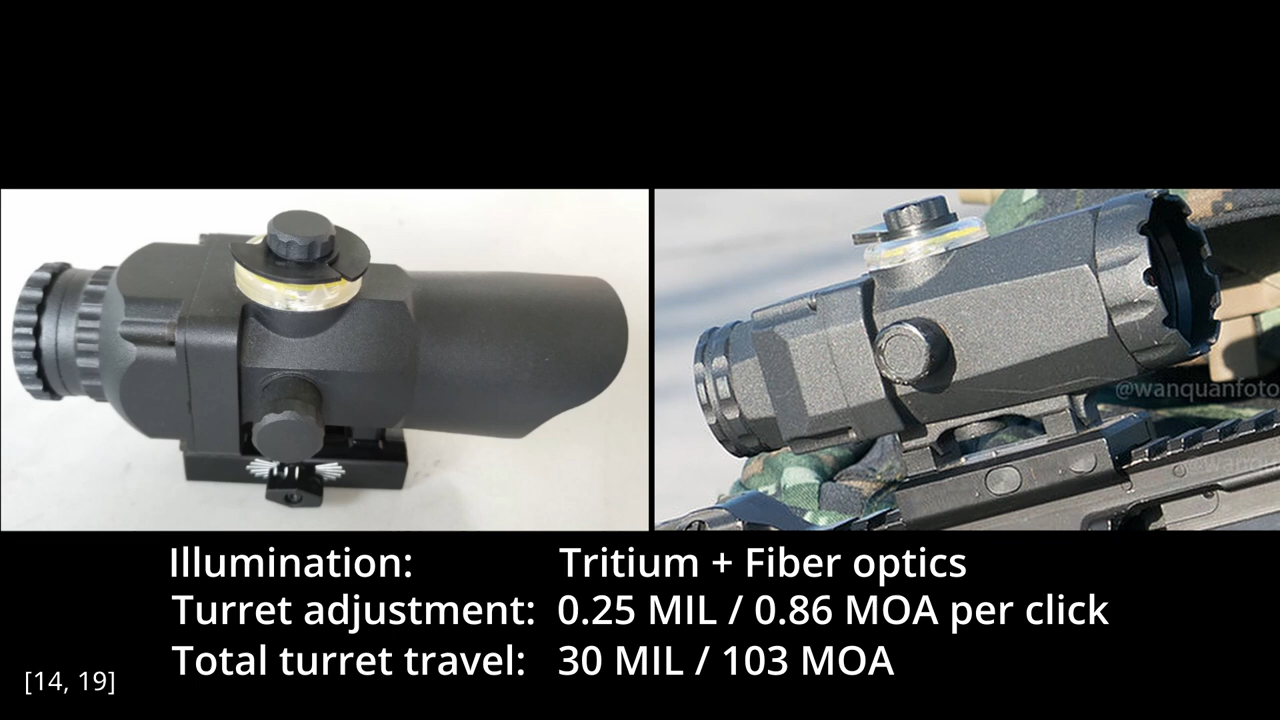 @wanquanfoto
Illumination: Tritium + Fiber optics
Turret adjustment: 0.25 MIL / 0.86 MOA per click
Total turret travel: 30 MIL / 103 MOA
[14, 19]